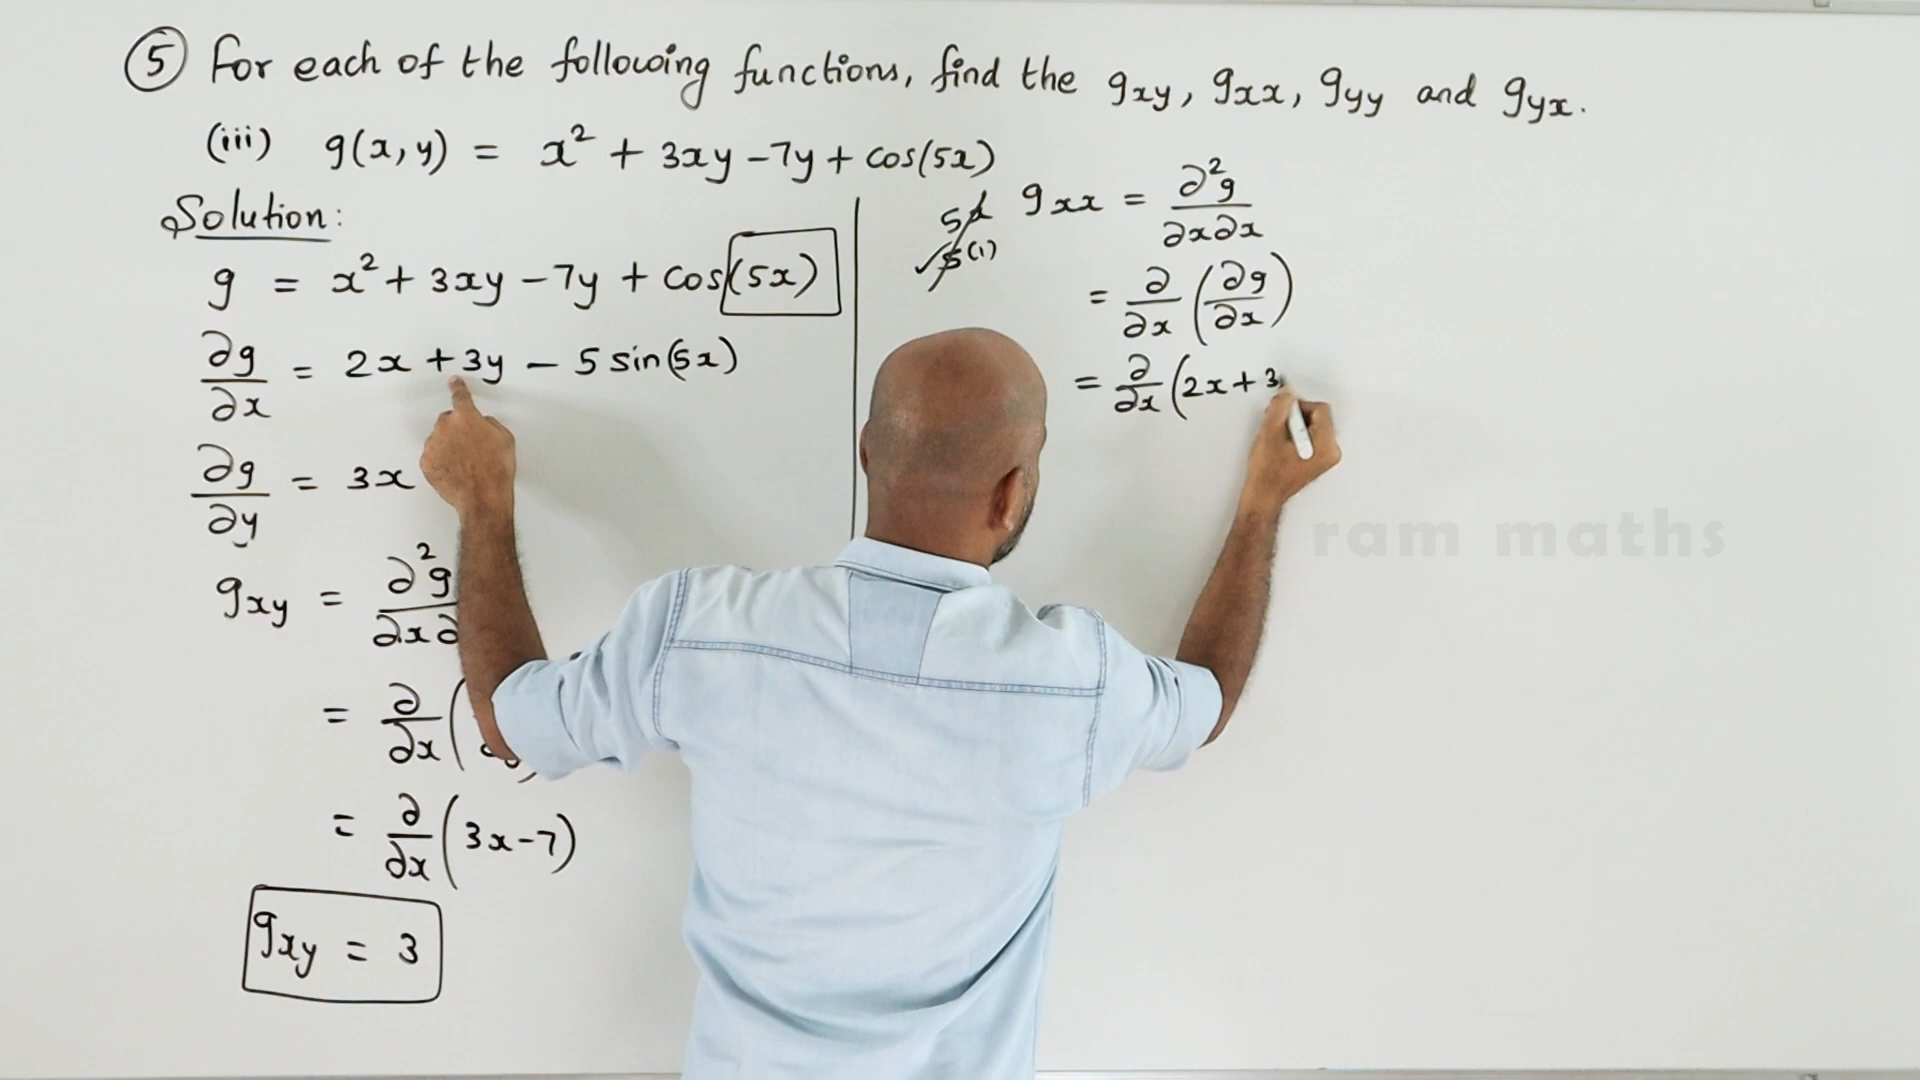 5 For each of the following functions, find the gxy, gxx, gyy and gyx.
(iii) g(x,y) = x² + 3xy - 7y + cos(5x)
Solution:
g = x² + 3xy - 7y + cos(5x)
∂g/∂x = 2x + 3y - 5 sin(5x)
∂g/∂y = 3x
gxy = ∂²g/∂x∂
= ∂/∂x (
= ∂/∂x (3x-7)
gxy = 3
gxx = ∂²g/∂x∂x
= ∂/∂x (∂g/∂x)
= ∂/∂x (2x + 3
ram maths